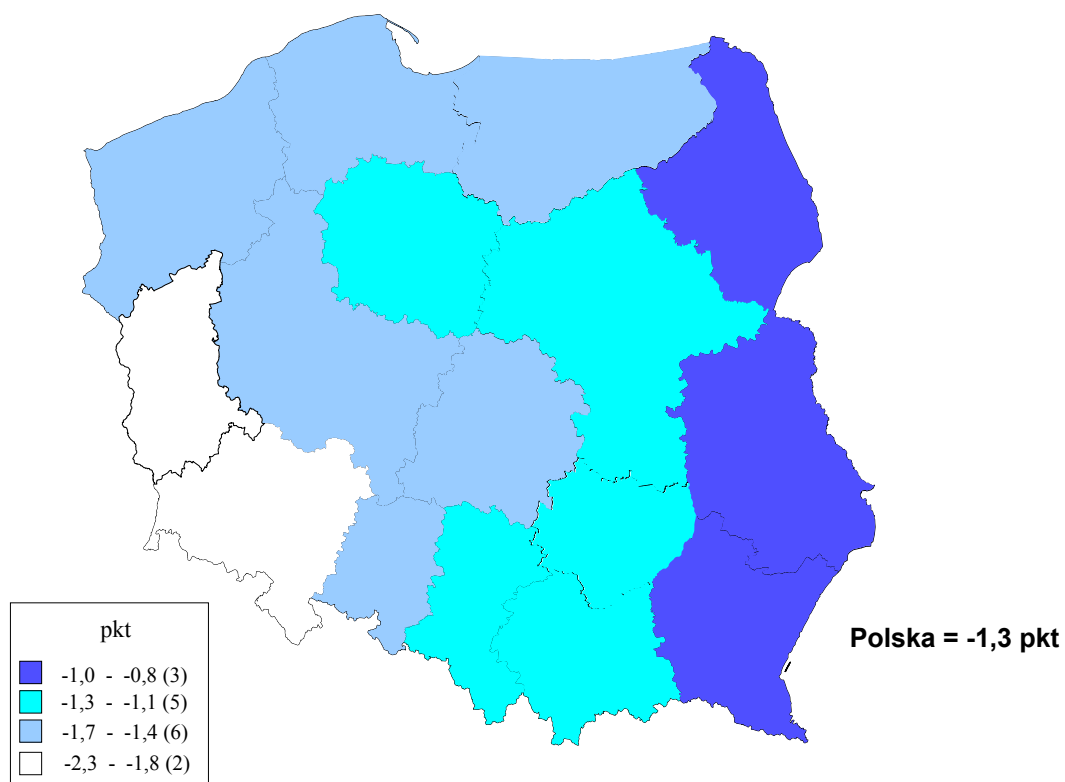 pkt
-1,0 - -0,8 (3)
-1,3 - -1,1 (5)
-1,7 - -1,4 (6)
-2,3 - -1,8 (2)
Polska = -1,3 pkt